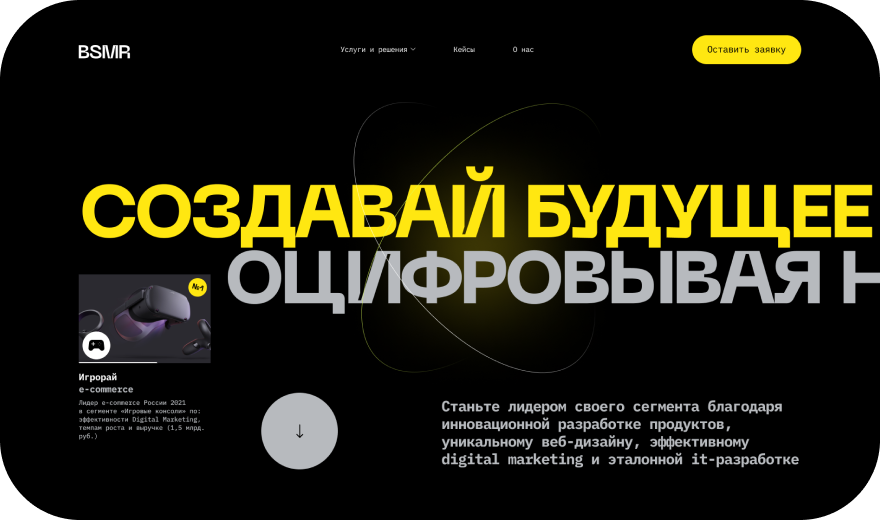 BSMR
Услуги и решения
Кейсы
О нас
Оставить заявку
СОЗДАВАЙ БУДУЩЕЕ
ОЦИФРОВЫВАЯ Н
№1
Игрорай
e-commerce
Лидер e-commerce России 2021
в сегменте «Игровые консоли» по:
эффективности Digital Marketing,
темпам роста и выручке (1,5 млрд.
руб.)
Станьте лидером своего сегмента благодаря
инновационной разработке продуктов,
уникальному веб-дизайну, эффективному
digital marketing и эталонной it-разработке